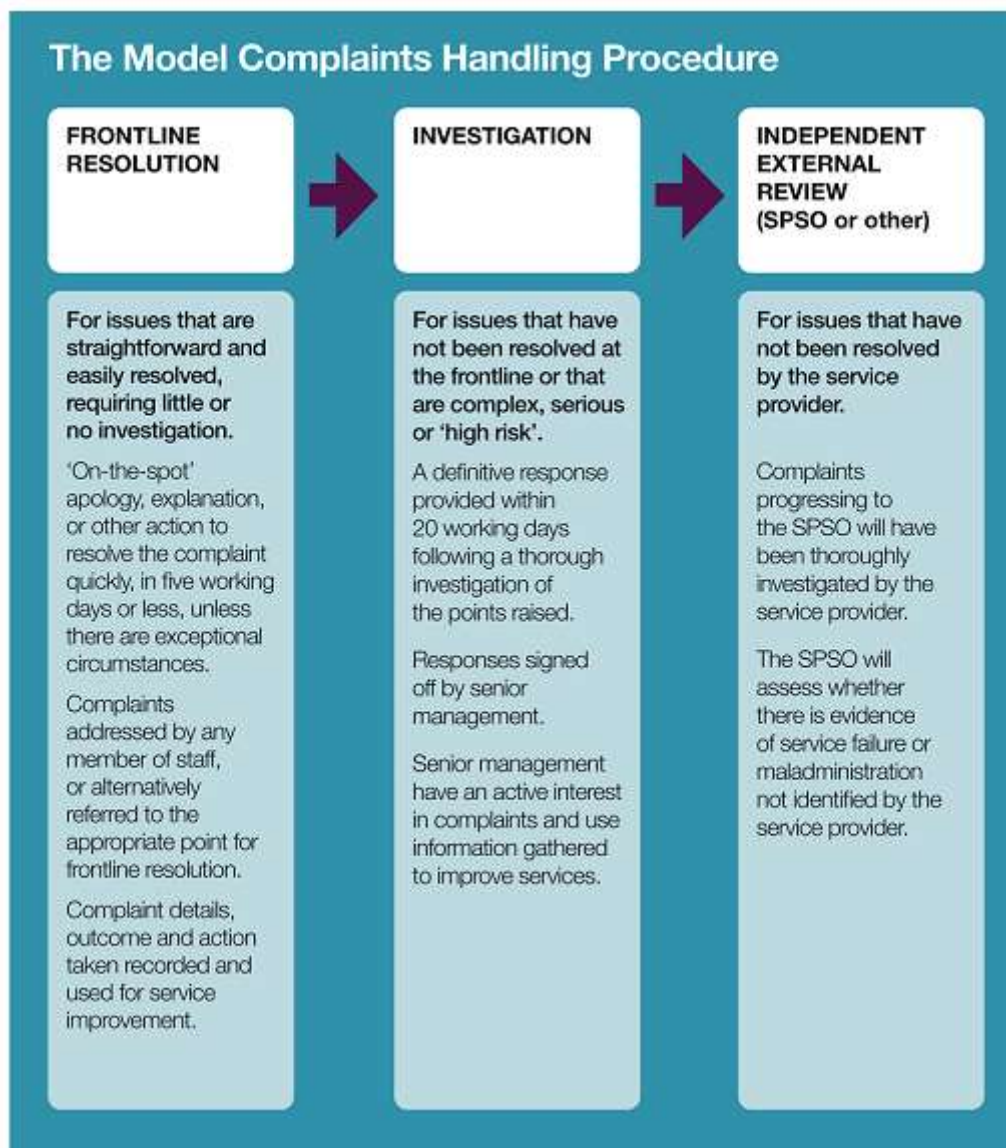 The Model Complaints Handling Procedure
FRONTLINE
RESOLUTION
For issues that are
straightforward and
easily resolved,
requiring little or
no investigation.
‘On-the-spot’
apology, explanation,
or other action to
resolve the complaint
quickly, in five working
days or less, unless
there are exceptional
circumstances.
Complaints
addressed by any
member of staff,
or alternatively
referred to the
appropriate point for
frontline resolution.
Complaint details,
outcome and action
taken recorded and
used for service
improvement.
INVESTIGATION
For issues that have
not been resolved at
the frontline or that
are complex, serious
or ‘high risk’.
A definitive response
provided within
20 working days
following a thorough
investigation of
the points raised.
Responses signed
off by senior
management.
Senior management
have an active interest
in complaints and use
information gathered
to improve services.
INDEPENDENT
EXTERNAL
REVIEW
(SPSO or other)
For issues that have
not been resolved
by the service
provider.
Complaints
progressing to
the SPSO will have
been thoroughly
investigated by the
service provider.
The SPSO will
assess whether
there is evidence
of service failure or
maladministration
not identified by the
service provider.